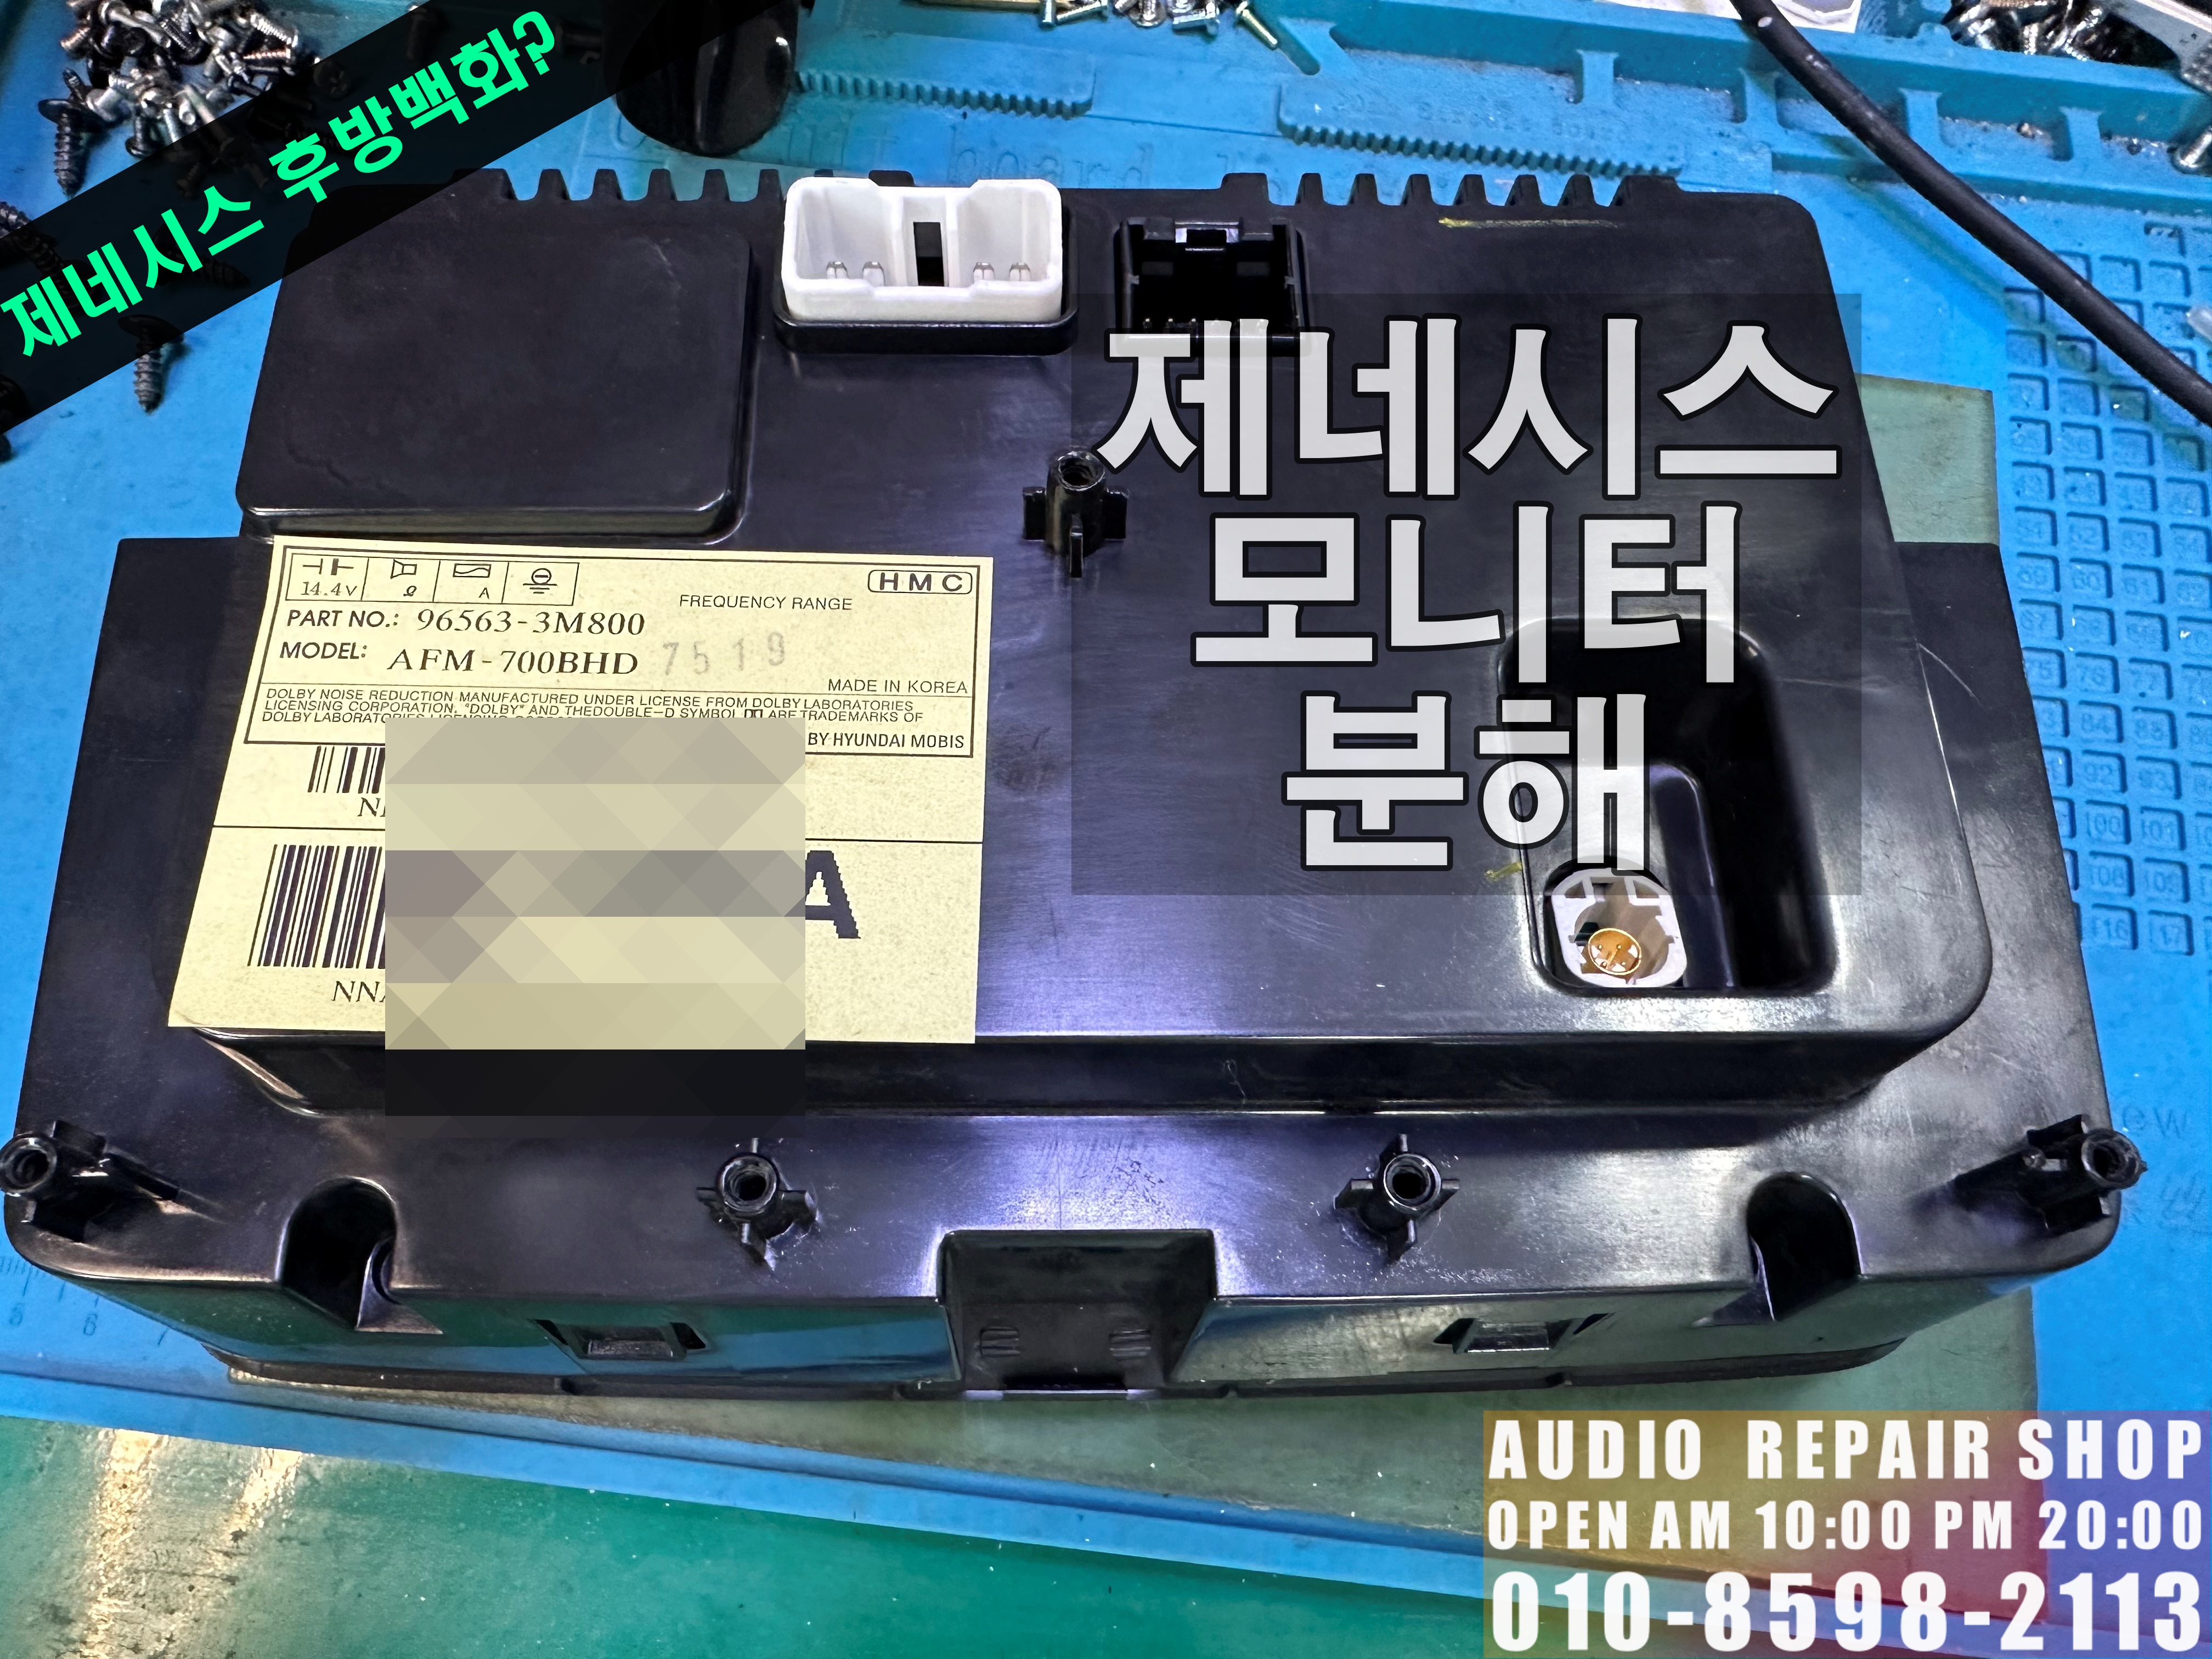 제네시스 후방백화?
제네시스
모니터
분해
14.4V
A
FREQUENCY RANGE
HMC
PART NO.: 96563-3M800
MODEL: AFM-700BHD 7519
MADE IN KOREA
DOLBY NOISE REDUCTION MANUFACTURED UNDER LICENSE FROM DOLBY LABORATORIES
LICENSING CORPORATION. "DOLBY" AND THEDOUBLE-D SYMBOL ARE TRADEMARKS OF
DOLBY LABORATORIES LICENSING
BY HYUNDAI MOBIS
A
AUDIO REPAIR SHOP
OPEN AM 10:00 PM 20:00
010-8598-2113